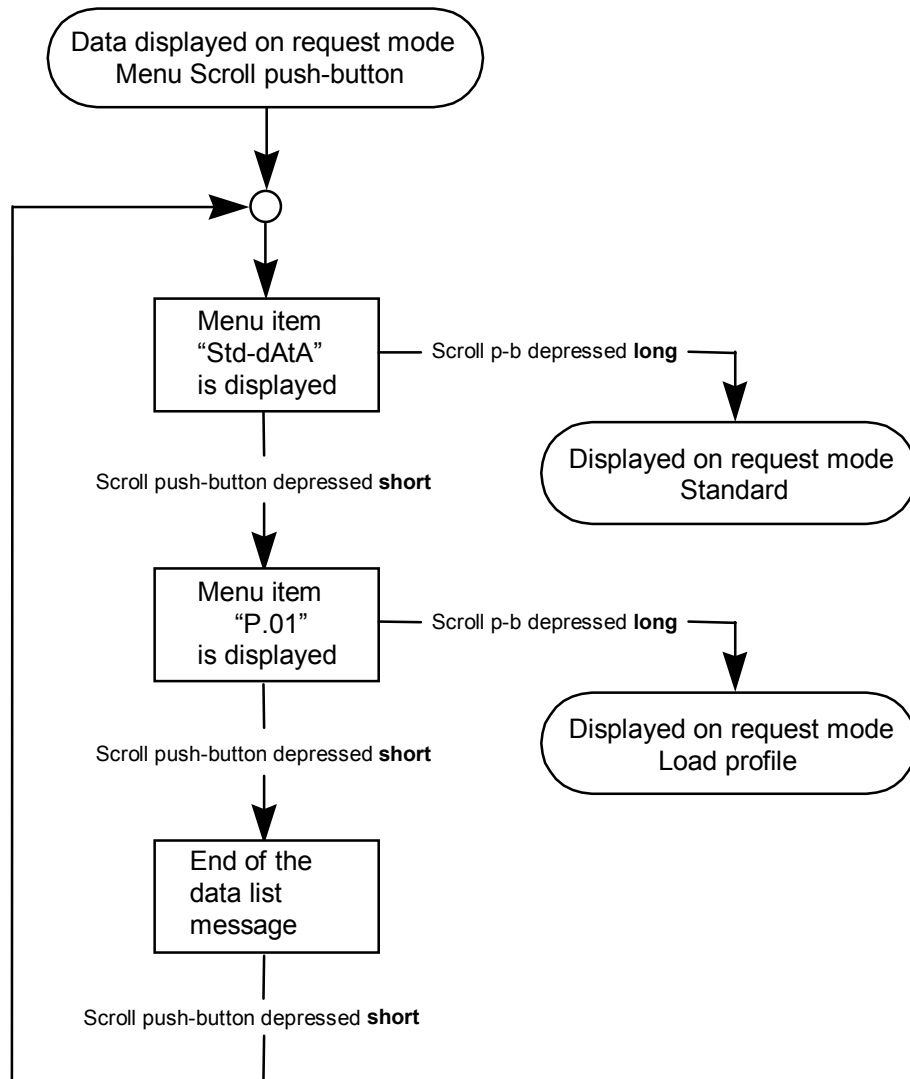 Data displayed on request mode
Menu Scroll push-button
Menu item
“Std-dAtA”
is displayed
Scroll p-b depressed long
Displayed on request mode
Standard
Scroll push-button depressed short
Menu item
“P.01”
is displayed
Scroll p-b depressed long
Displayed on request mode
Load profile
Scroll push-button depressed short
End of the
data list
message
Scroll push-button depressed short